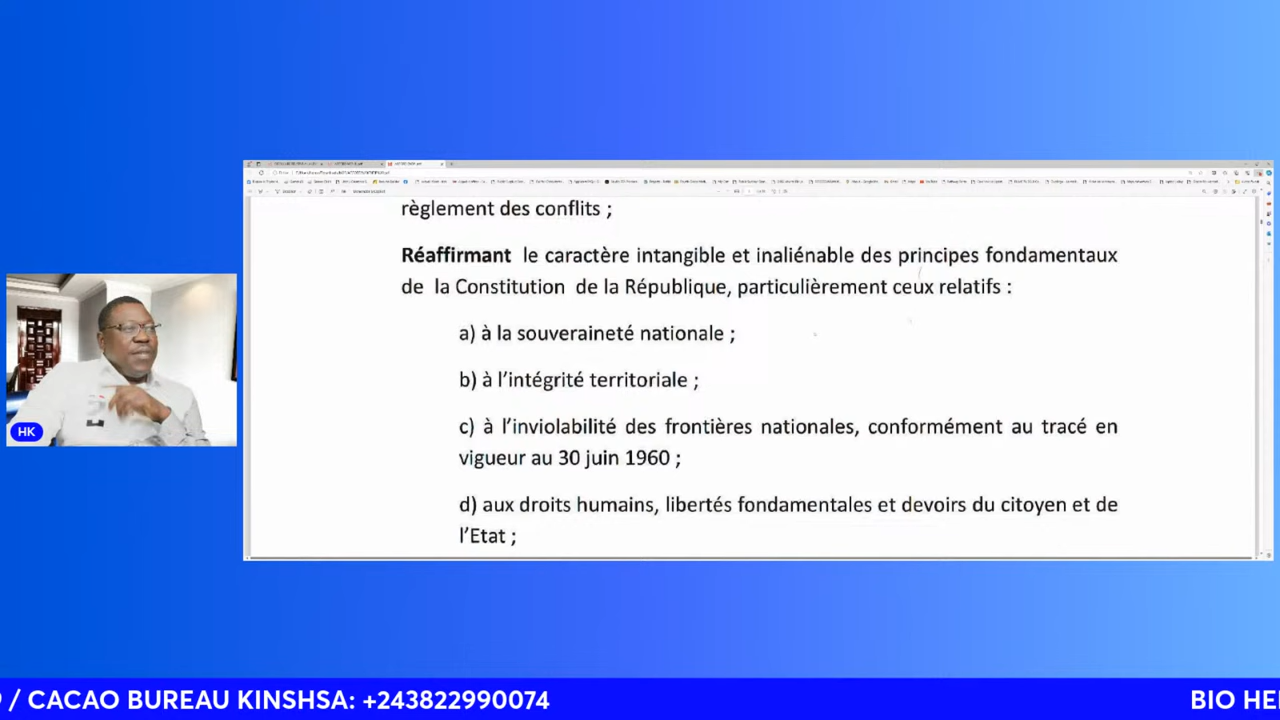 règlement des conflits ;
Réaffirmant le caractère intangible et inaliénable des principes fondamentaux
de la Constitution de la République, particulièrement ceux relatifs :
a) à la souveraineté nationale ;
b) à l'intégrité territoriale ;
c) à l'inviolabilité des frontières nationales, conformément au tracé en
vigueur au 30 juin 1960 ;
d) aux droits humains, libertés fondamentales et devoirs du citoyen et de
l'Etat ;
HK
/ CACAO BUREAU KINSHSA: +243822990074
BIO HE